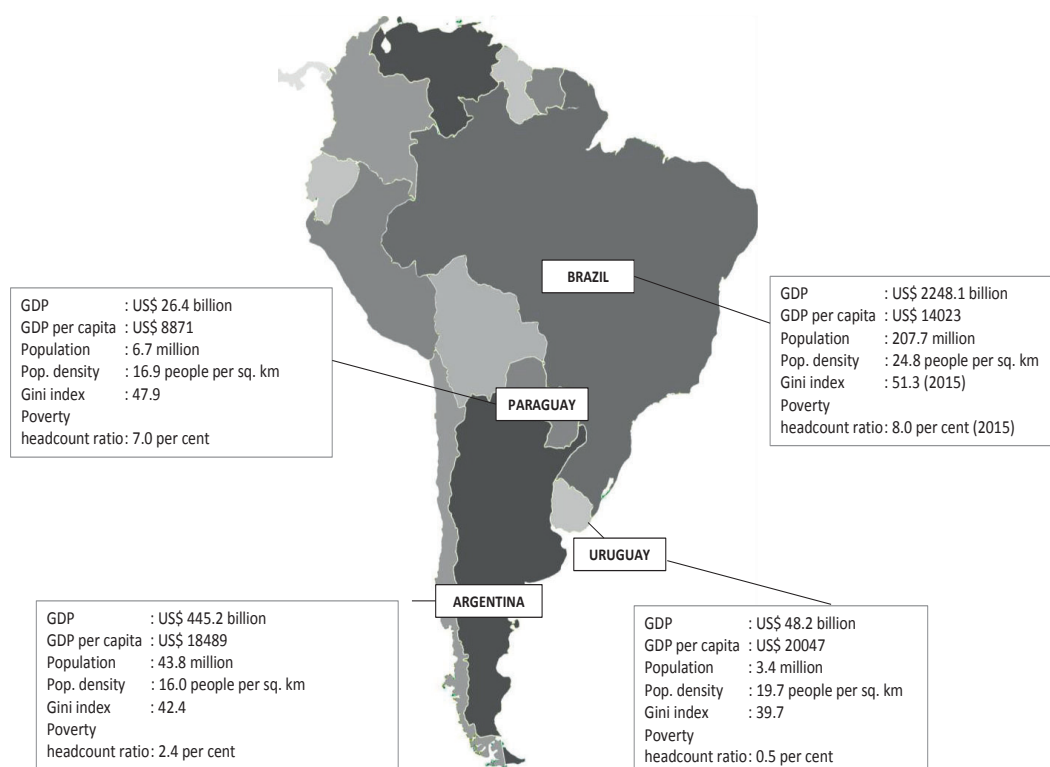 BRAZIL
GDP : US$ 2248.1 billion
GDP per capita : US$ 14023
Population : 207.7 million
Pop. density : 24.8 people per sq. km
Gini index : 51.3 (2015)
Poverty
headcount ratio : 8.0 per cent (2015)
GDP : US$ 26.4 billion
GDP per capita : US$ 8871
Population : 6.7 million
Pop. density : 16.9 people per sq. km
Gini index : 47.9
Poverty
headcount ratio : 7.0 per cent
PARAGUAY
URUGUAY
ARGENTINA
GDP : US$ 445.2 billion
GDP per capita : US$ 18489
Population : 43.8 million
Pop. density : 16.0 people per sq. km
Gini index : 42.4
Poverty
headcount ratio : 2.4 per cent
GDP : US$ 48.2 billion
GDP per capita : US$ 20047
Population : 3.4 million
Pop. density : 19.7 people per sq. km
Gini index : 39.7
Poverty
headcount ratio : 0.5 per cent